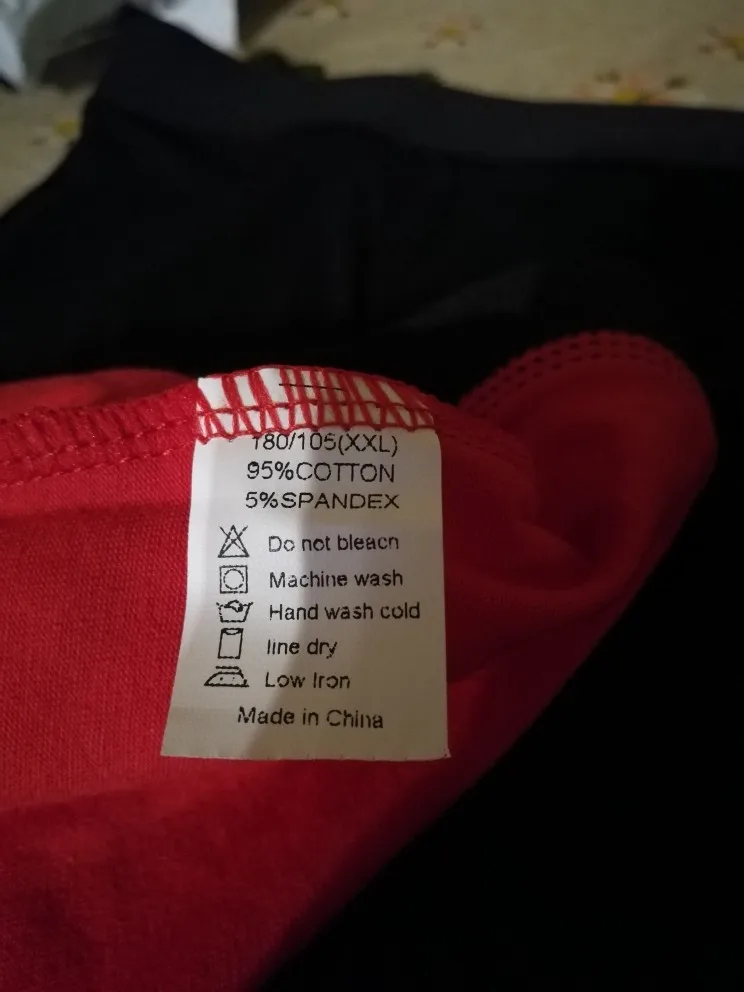 180/105(XXL)
95%COTTON
5%SPANDEX
Do not bleach
Machine wash
Hand wash cold
line dry
Low Iron
Made in China